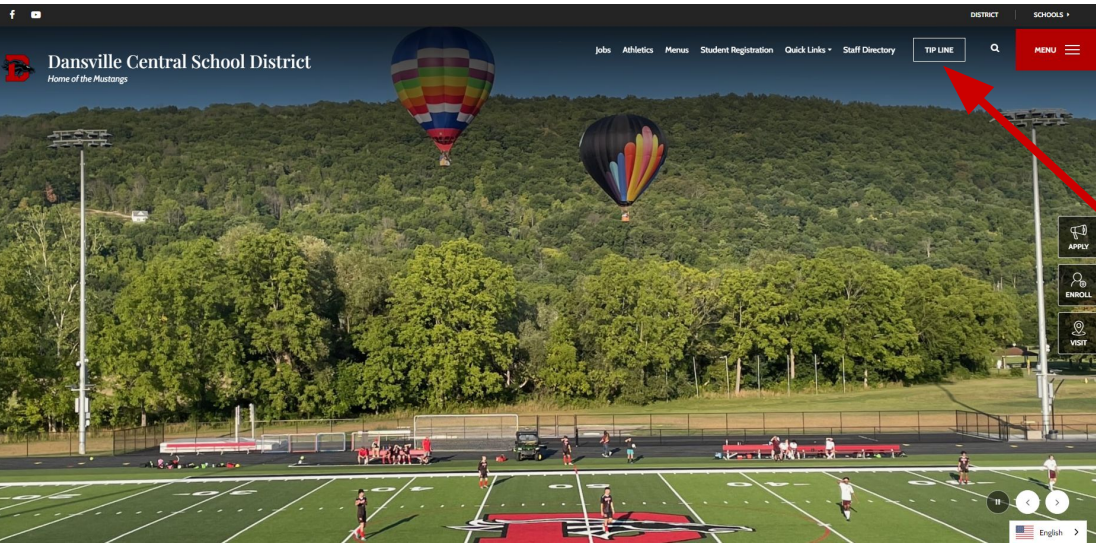 DISTRICT
SCHOOLS
Dansville Central School District
Home of the Mustangs
Jobs Athletics Menus Student Registration Quick Links Staff Directory TIP LINE MENU
APPLY
ENROLL
VISIT
English